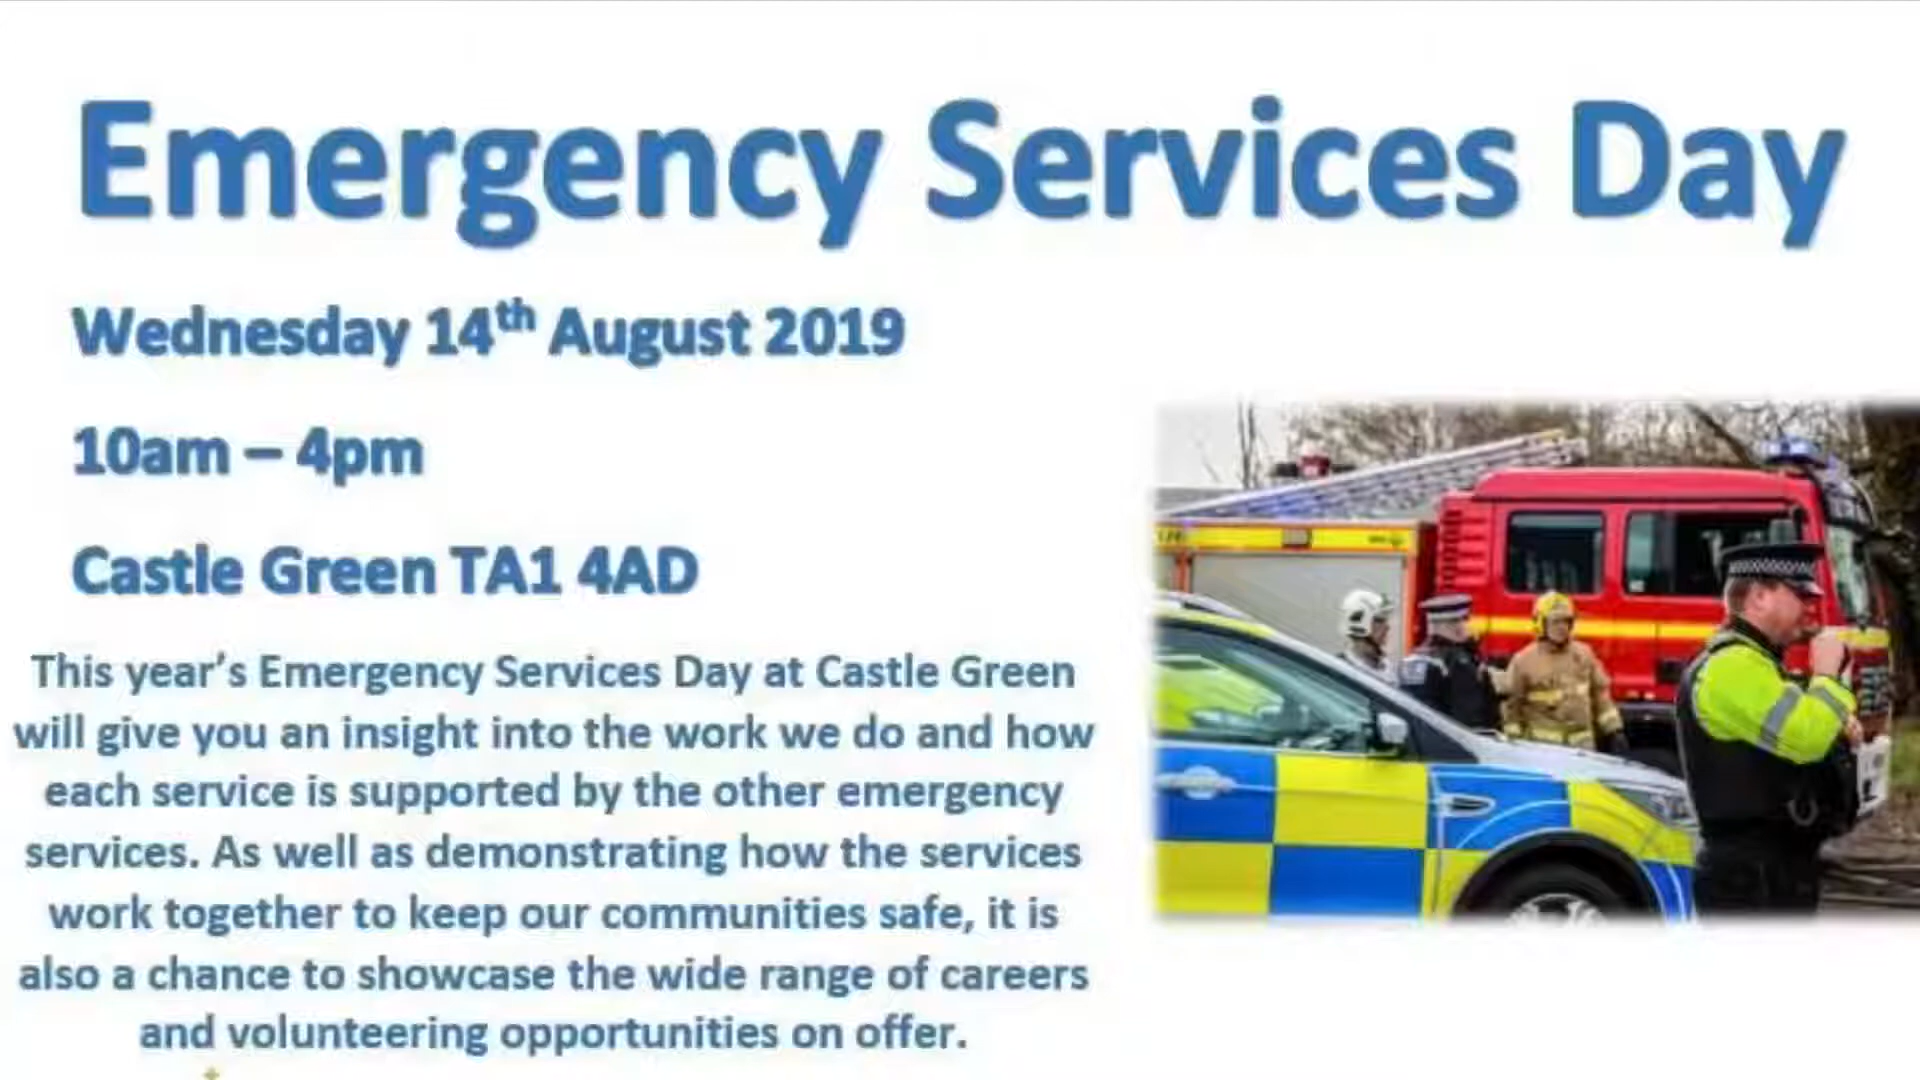 Emergency Services Day
Wednesday 14th August 2019
10am – 4pm
Castle Green TA1 4AD
This year’s Emergency Services Day at Castle Green
will give you an insight into the work we do and how
each service is supported by the other emergency
services. As well as demonstrating how the services
work together to keep our communities safe, it is
also a chance to showcase the wide range of careers
and volunteering opportunities on offer.